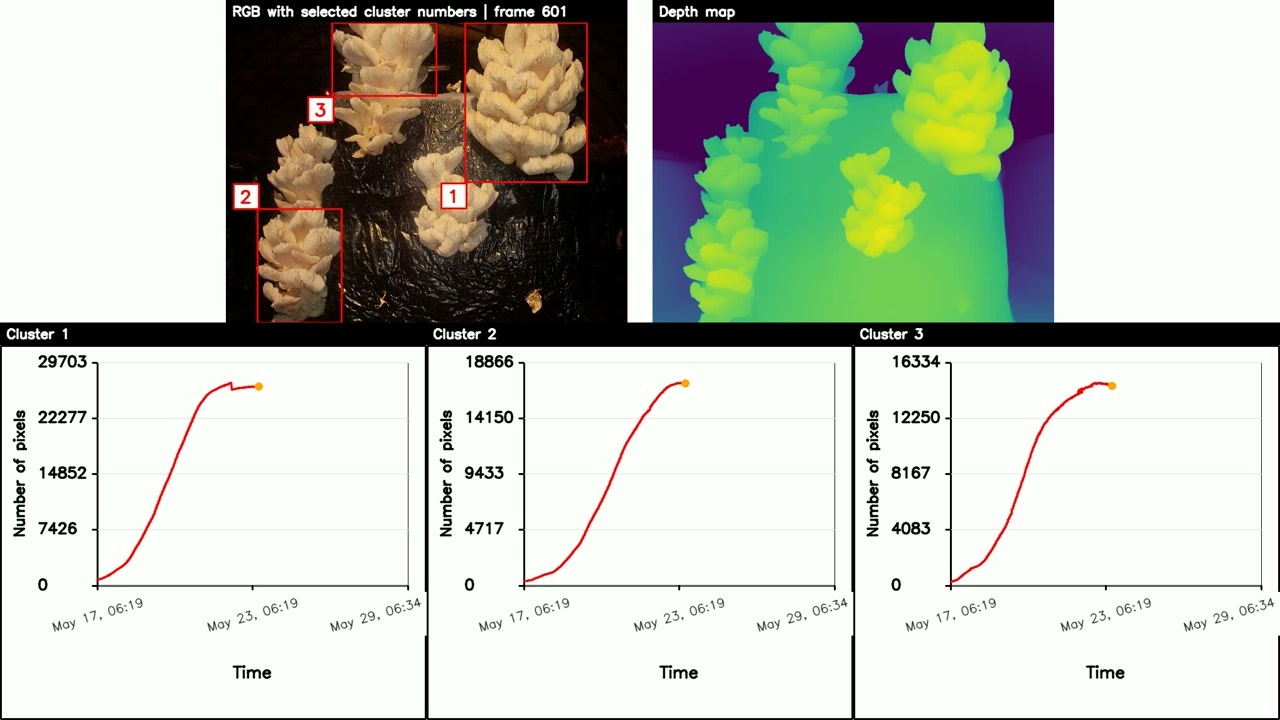 RGB with selected cluster numbers | frame 601
Depth map
3
2
1
Cluster 1
Cluster 2
Cluster 3
29703
22277
14852
7426
0
Number of pixels
May 17, 06:19
May 23, 06:19
May 29, 06:34
Time
18866
14150
9433
4717
0
Number of pixels
May 17, 06:19
May 23, 06:19
May 29, 06:34
Time
16334
12250
8167
4083
0
Number of pixels
May 17, 06:19
May 23, 06:19
May 29, 06:34
Time